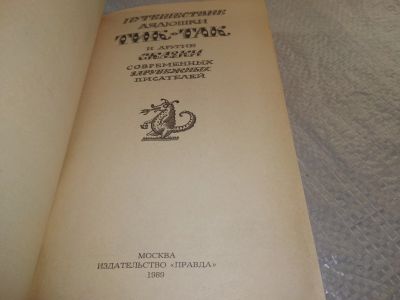 ПУТЕШЕСТВИЕ
ДЯДЮШКИ
ТИК-ТАК
И ДРУГИЕ
СКАЗКИ
СОВРЕМЕННЫХ
ЗАРУБЕЖНЫХ
ПИСАТЕЛЕЙ
МОСКВА
ИЗДАТЕЛЬСТВО «ПРАВДА»
1989